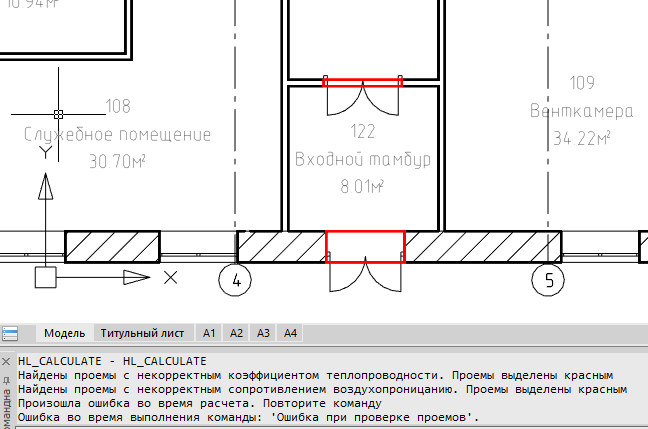 10.94м²
108
Служебное помещение
30.70м²
122
Входной тамбур
8.01м²
109
Венткамера
34.22м²
Y
X
4
5
Модель
Титульный лист
A1
A2
A3
A4
HL_CALCULATE - HL_CALCULATE
Найдены проемы с некорректным коэффициентом теплопроводности. Проемы выделены красным
Найдены проемы с некорректным сопротивлением воздухопроницанию. Проемы выделены красным
Произошла ошибка во время расчета. Повторите команду
Ошибка во время выполнения команды: 'Ошибка при проверке проемов'.